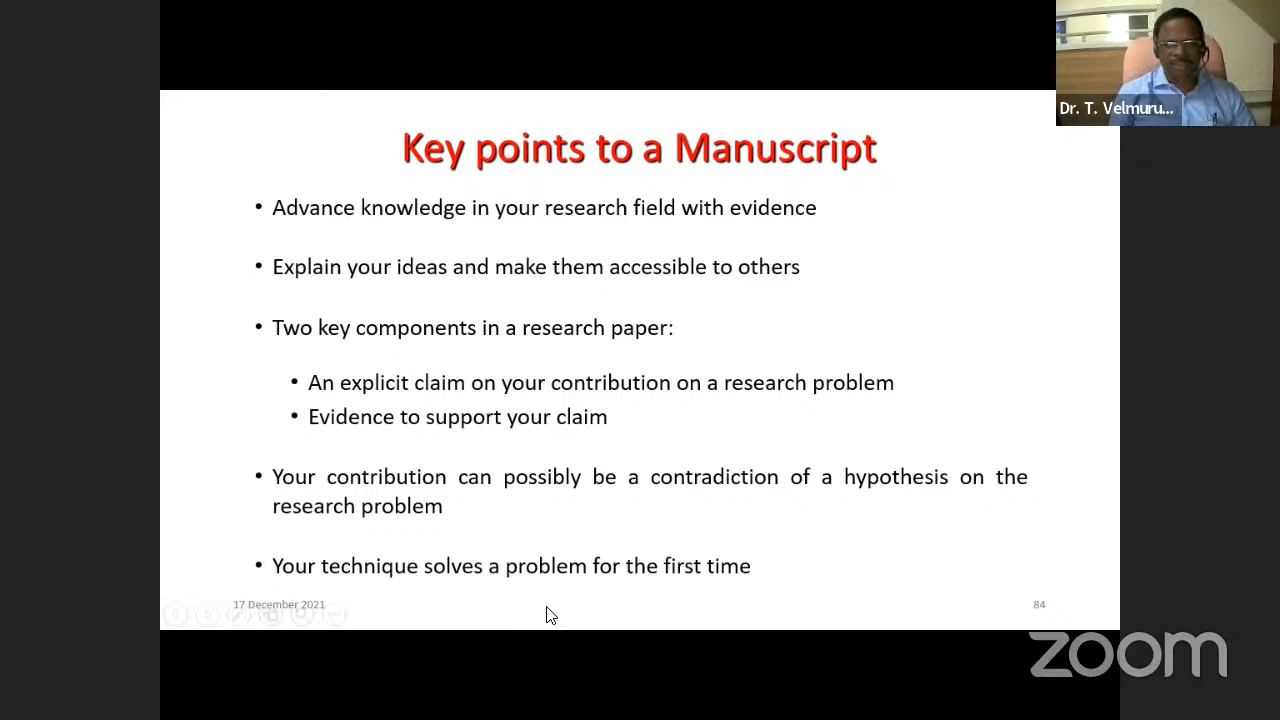 Dr. T. Velmuru...
Key points to a Manuscript
• Advance knowledge in your research field with evidence
• Explain your ideas and make them accessible to others
• Two key components in a research paper:
• An explicit claim on your contribution on a research problem
• Evidence to support your claim
• Your contribution can possibly be a contradiction of a hypothesis on the
research problem
• Your technique solves a problem for the first time
17 December 2021
84
zoom